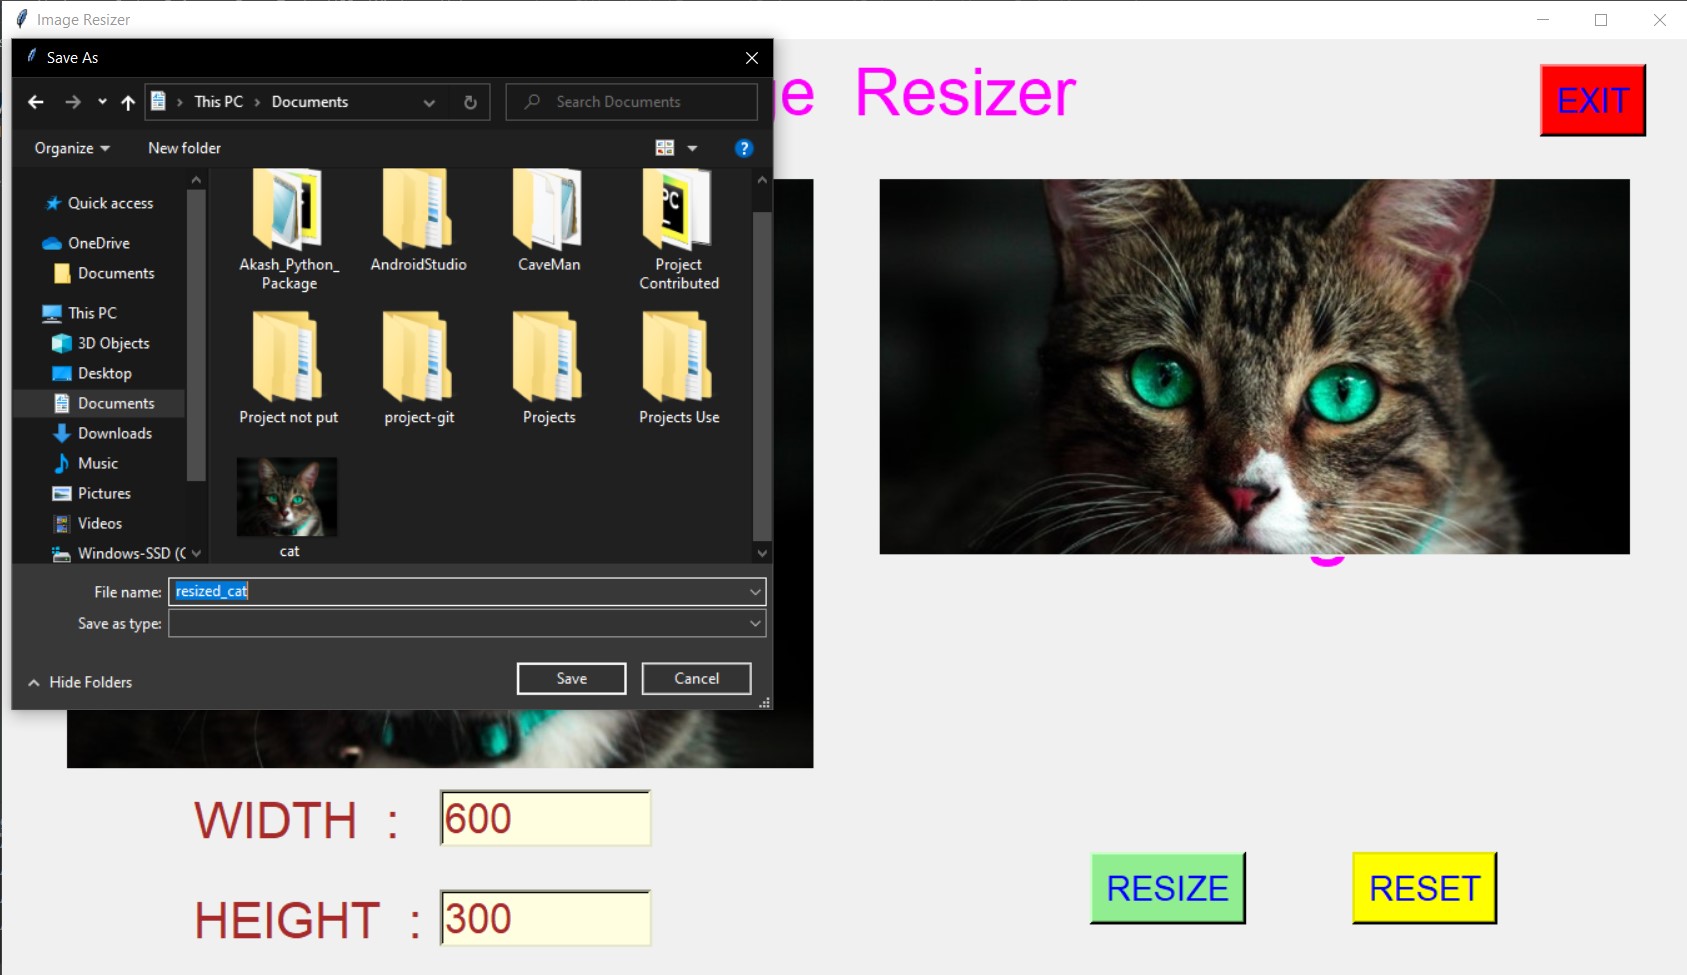 Image Resizer
Save As
This PC
Documents
Search Documents
Resizer
EXIT
Organize
New folder
Quick access
OneDrive
Documents
This PC
3D Objects
Desktop
Documents
Downloads
Music
Pictures
Videos
Windows-SSD (C
Akash_Python_
Package
AndroidStudio
CaveMan
Project
Contributed
Project not put
project-git
Projects
Projects Use
cat
File name:
resized_cat
Save as type:
Hide Folders
Save
Cancel
WIDTH :
600
HEIGHT :
300
RESIZE
RESET